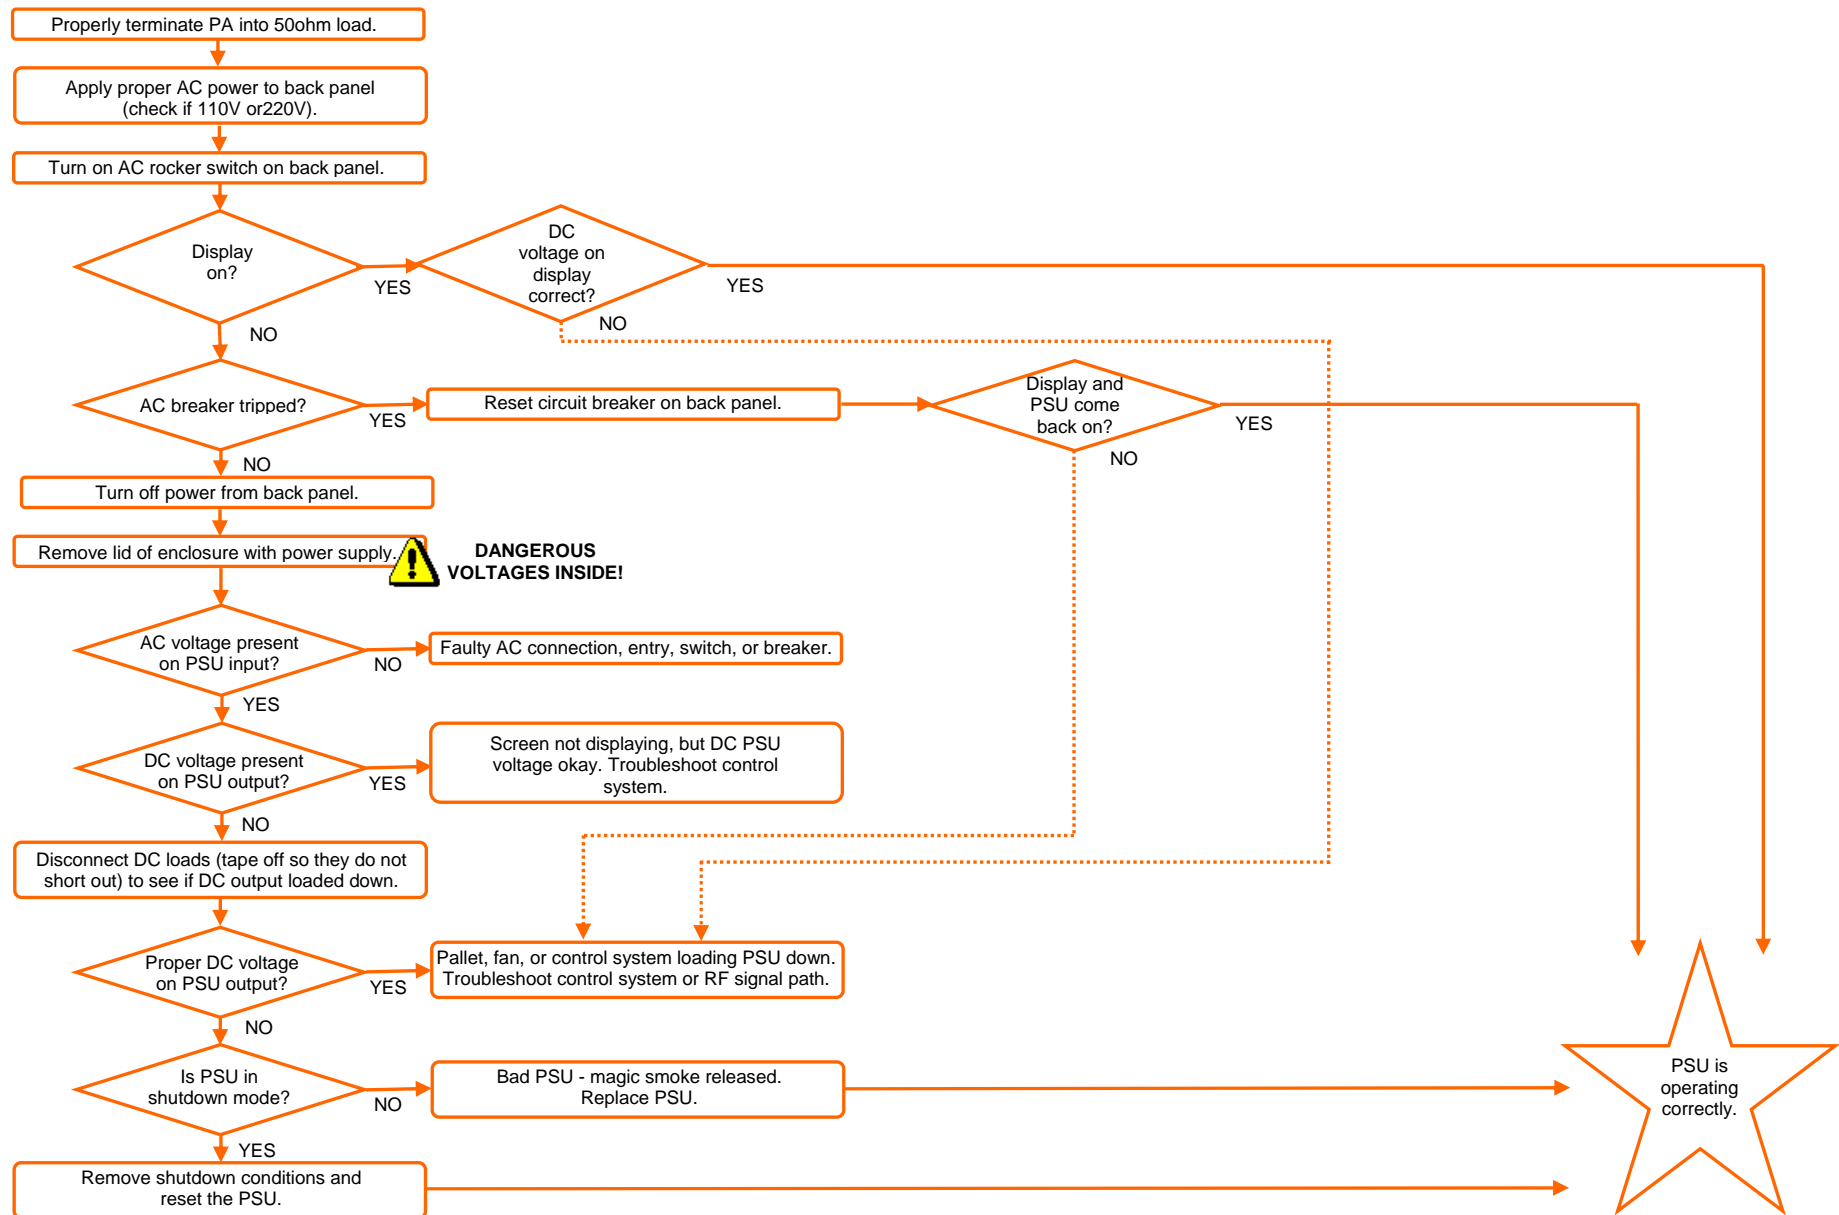 Properly terminate PA into 50ohm load.
Apply proper AC power to back panel
(check if 110V or220V).
Turn on AC rocker switch on back panel.
Display
on?
YES
NO
DC
voltage on
display
correct?
YES
NO
AC breaker tripped?
YES
NO
Reset circuit breaker on back panel.
Display and
PSU come
back on?
YES
NO
Turn off power from back panel.
Remove lid of enclosure with power supply.
!
DANGEROUS
VOLTAGES INSIDE!
AC voltage present
on PSU input?
NO
YES
Faulty AC connection, entry, switch, or breaker.
DC voltage present
on PSU output?
YES
NO
Screen not displaying, but DC PSU
voltage okay. Troubleshoot control
system.
Disconnect DC loads (tape off so they do not
short out) to see if DC output loaded down.
Proper DC voltage
on PSU output?
YES
NO
Pallet, fan, or control system loading PSU down.
Troubleshoot control system or RF signal path.
Is PSU in
shutdown mode?
NO
YES
Bad PSU - magic smoke released.
Replace PSU.
Remove shutdown conditions and
reset the PSU.
PSU is
operating
correctly.